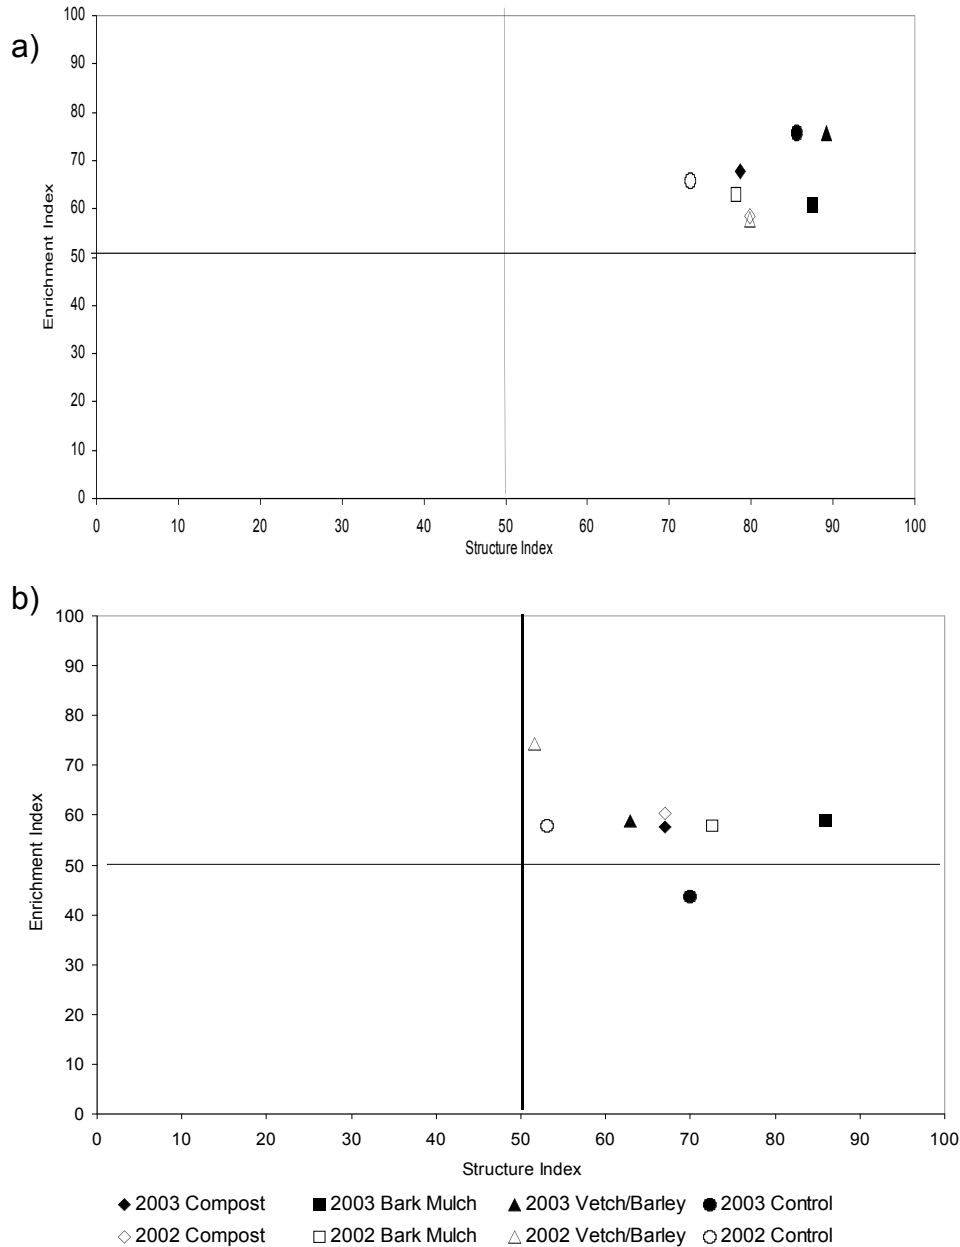 a)
100
90
80
70
60
50
40
30
20
10
0
Enrichment Index
0 10 20 30 40 50 60 70 80 90 100
Structure Index
b)
100
90
80
70
60
50
40
30
20
10
0
Enrichment Index
0 10 20 30 40 50 60 70 80 90 100
Structure Index
2003 Compost 2003 Bark Mulch 2003 Vetch/Barley 2003 Control
2002 Compost 2002 Bark Mulch 2002 Vetch/Barley 2002 Control